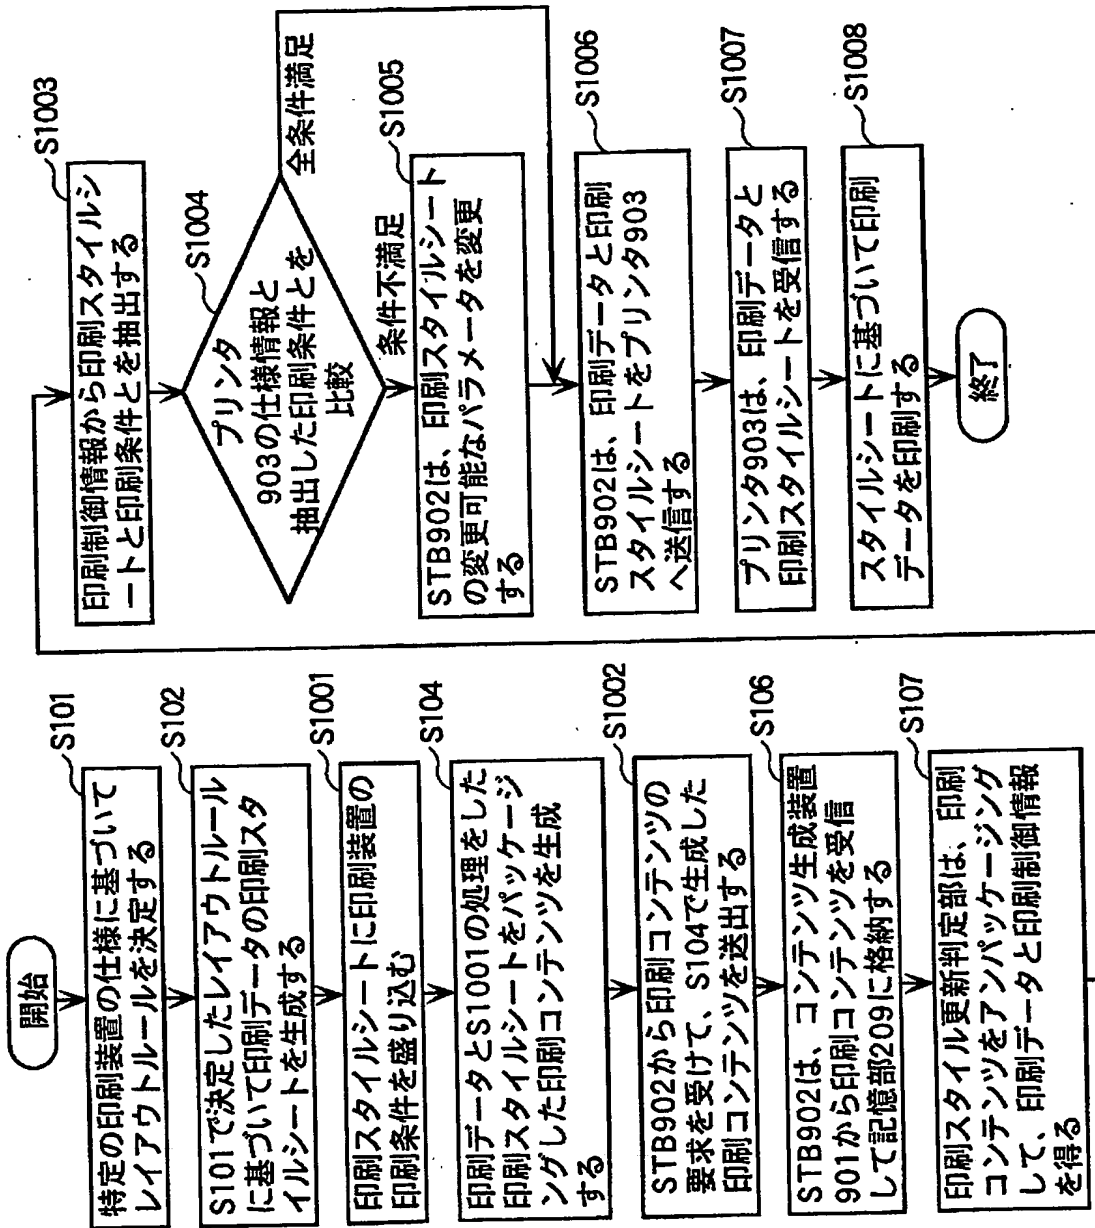 開始
S101
特定の印刷装置の仕様に基づいて
レイアウトルールを決定する
S102
S101で決定したレイアウトルール
に基づいて印刷データの印刷スタ
イルシートを生成する
S1001
印刷スタイルシートに印刷装置の
印刷条件を盛り込む
S104
印刷データとS1001の処理をした
印刷スタイルシートをパッケージ
ングした印刷コンテンツを生成
する
S1002
STB902から印刷コンテンツの
要求を受けて、S104で生成した
印刷コンテンツを送出する
S106
STB902は、コンテンツ生成装置
901から印刷コンテンツを受信
して記憶部209に格納する
S107
印刷スタイル更新判定部は、印刷
コンテンツをアンパッケージング
して、印刷データと印刷制御情報
を得る
S1003
印刷制御情報から印刷スタイルシ
ートと印刷条件とを抽出する
S1004
プリンタ
903の仕様情報と
抽出した印刷条件とを
比較
全条件満足
条件不満足
S1005
STB902は、印刷スタイルシート
の変更可能なパラメータを変更
する
S1006
STB902は、印刷データと印刷
スタイルシートをプリンタ903
へ送信する
S1007
プリンタ903は、印刷データと
印刷スタイルシートを受信する
S1008
スタイルシートに基づいて印刷
データを印刷する
終了